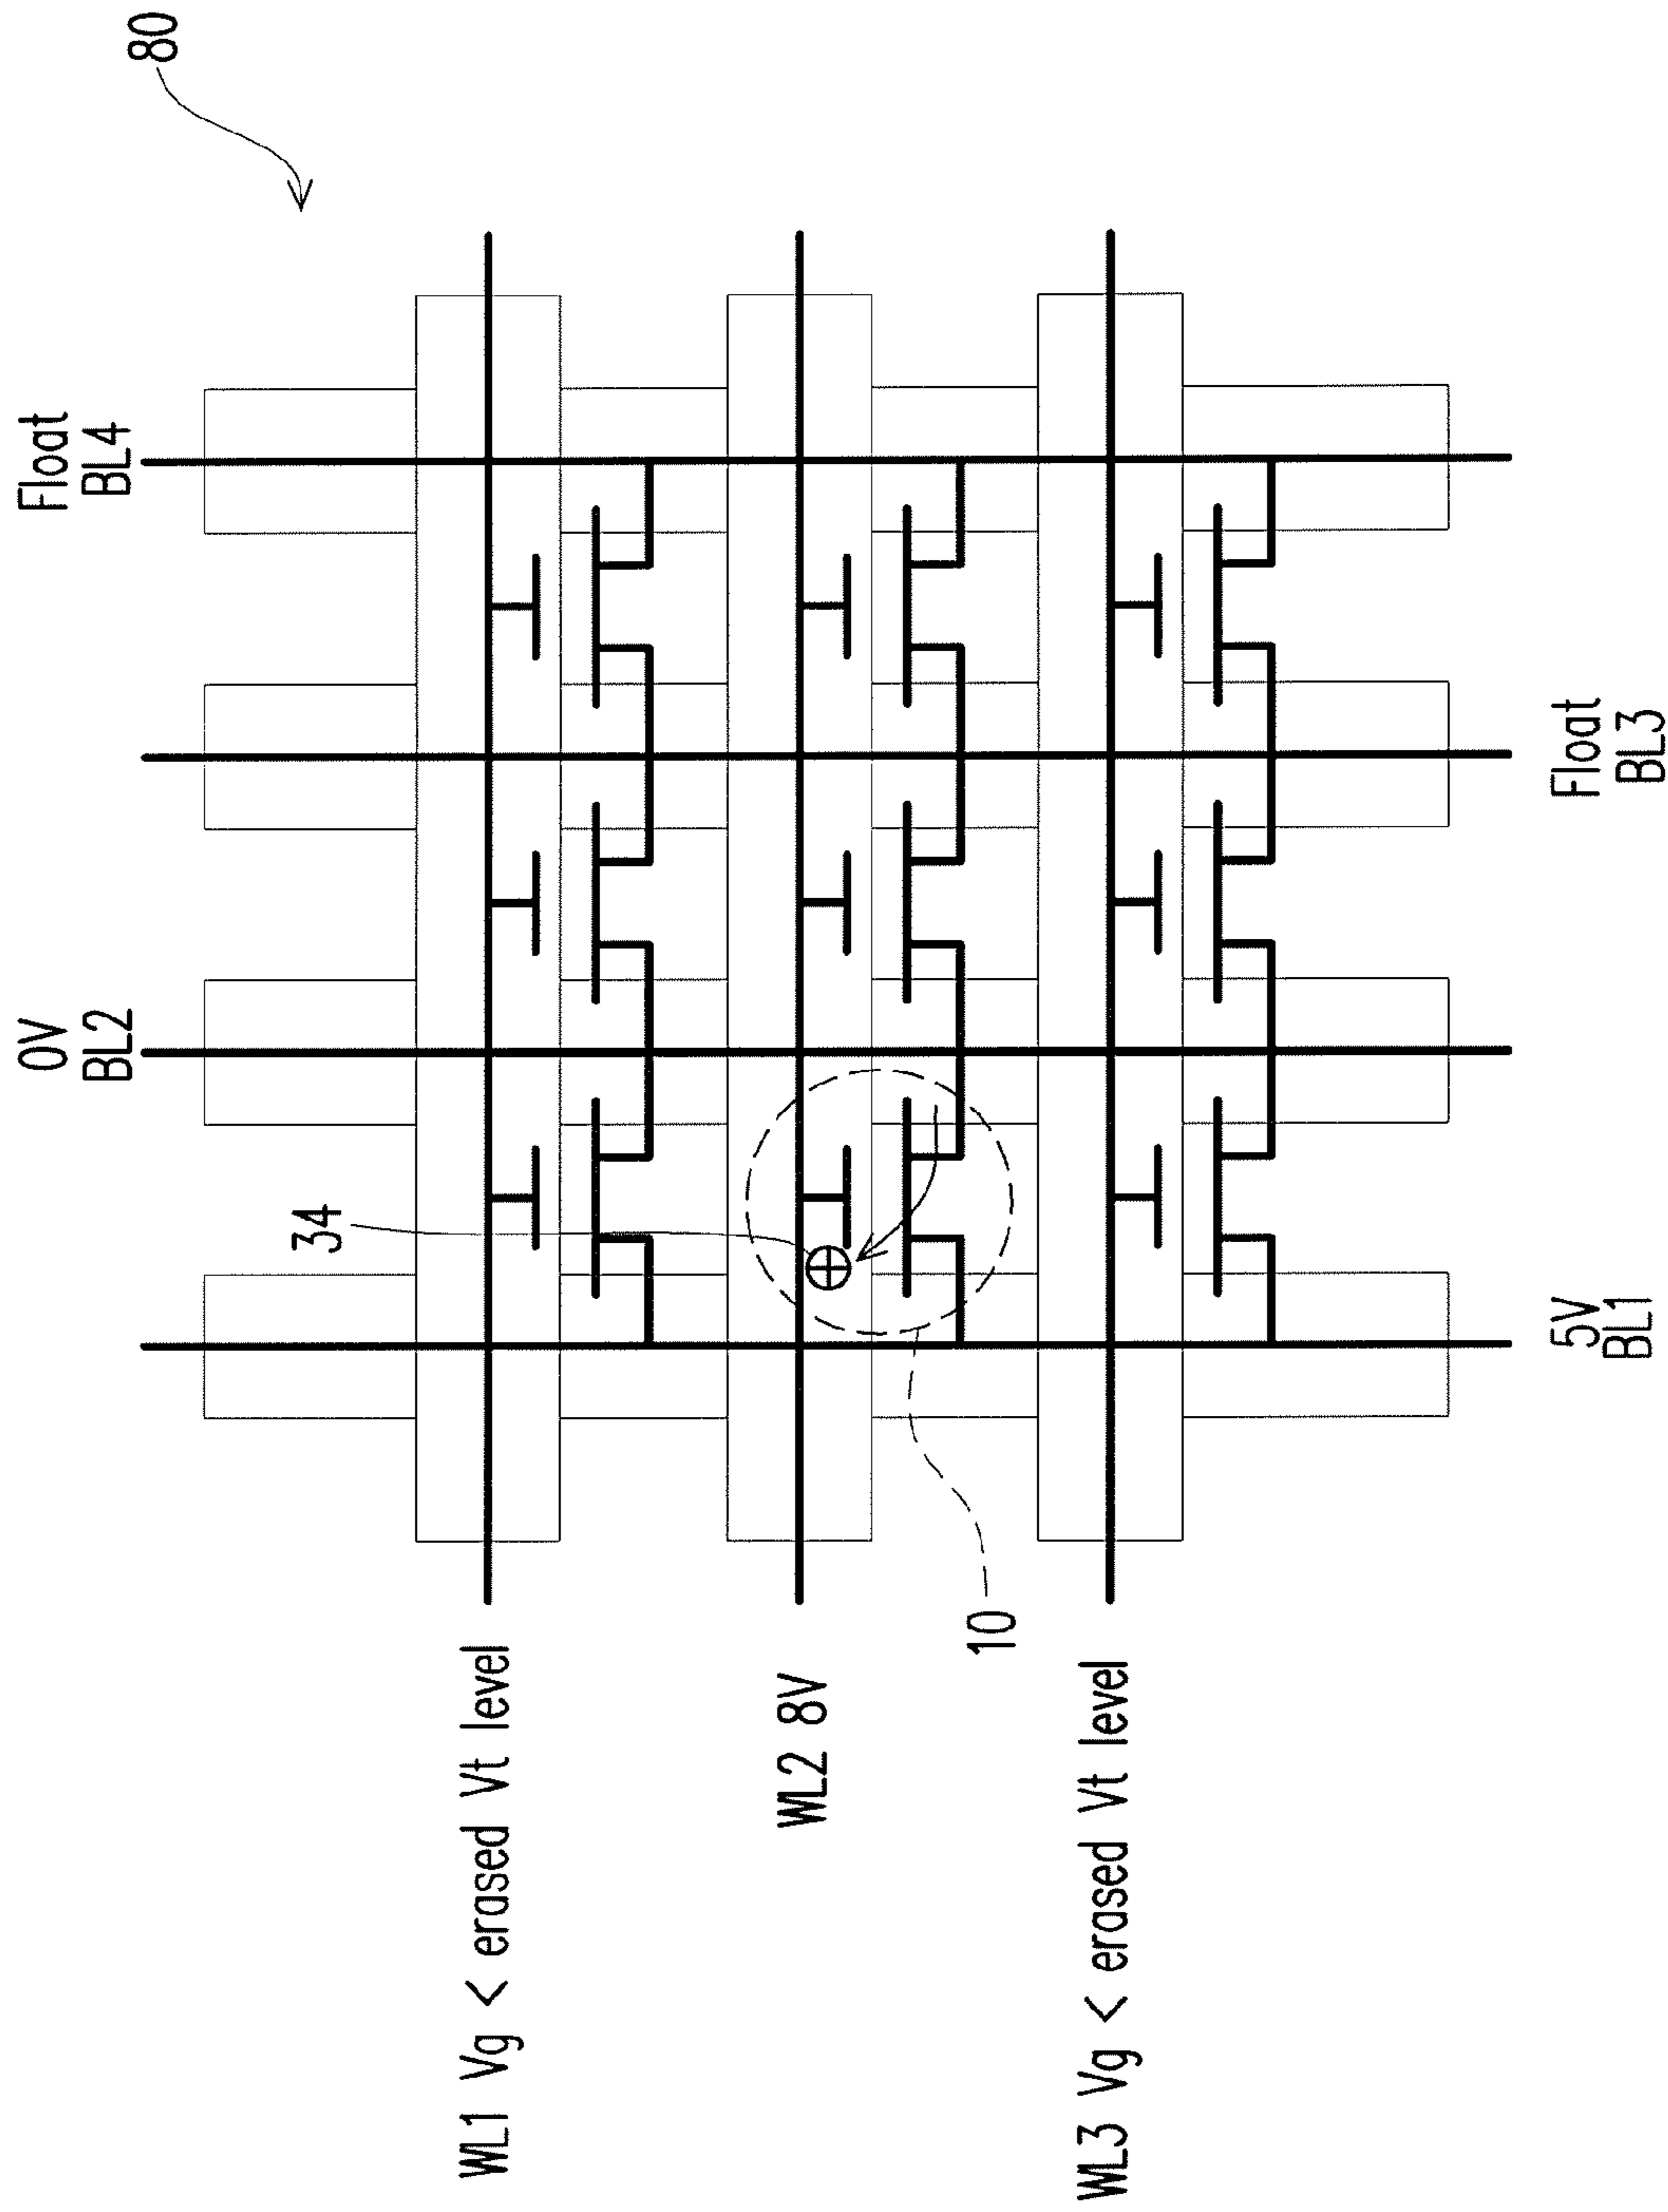 80
5V
BL1
0V
BL2
Float
BL3
Float
BL4
WL1 Vg < erased Vt level
34
WL2 8V
10
WL3 Vg < erased Vt level